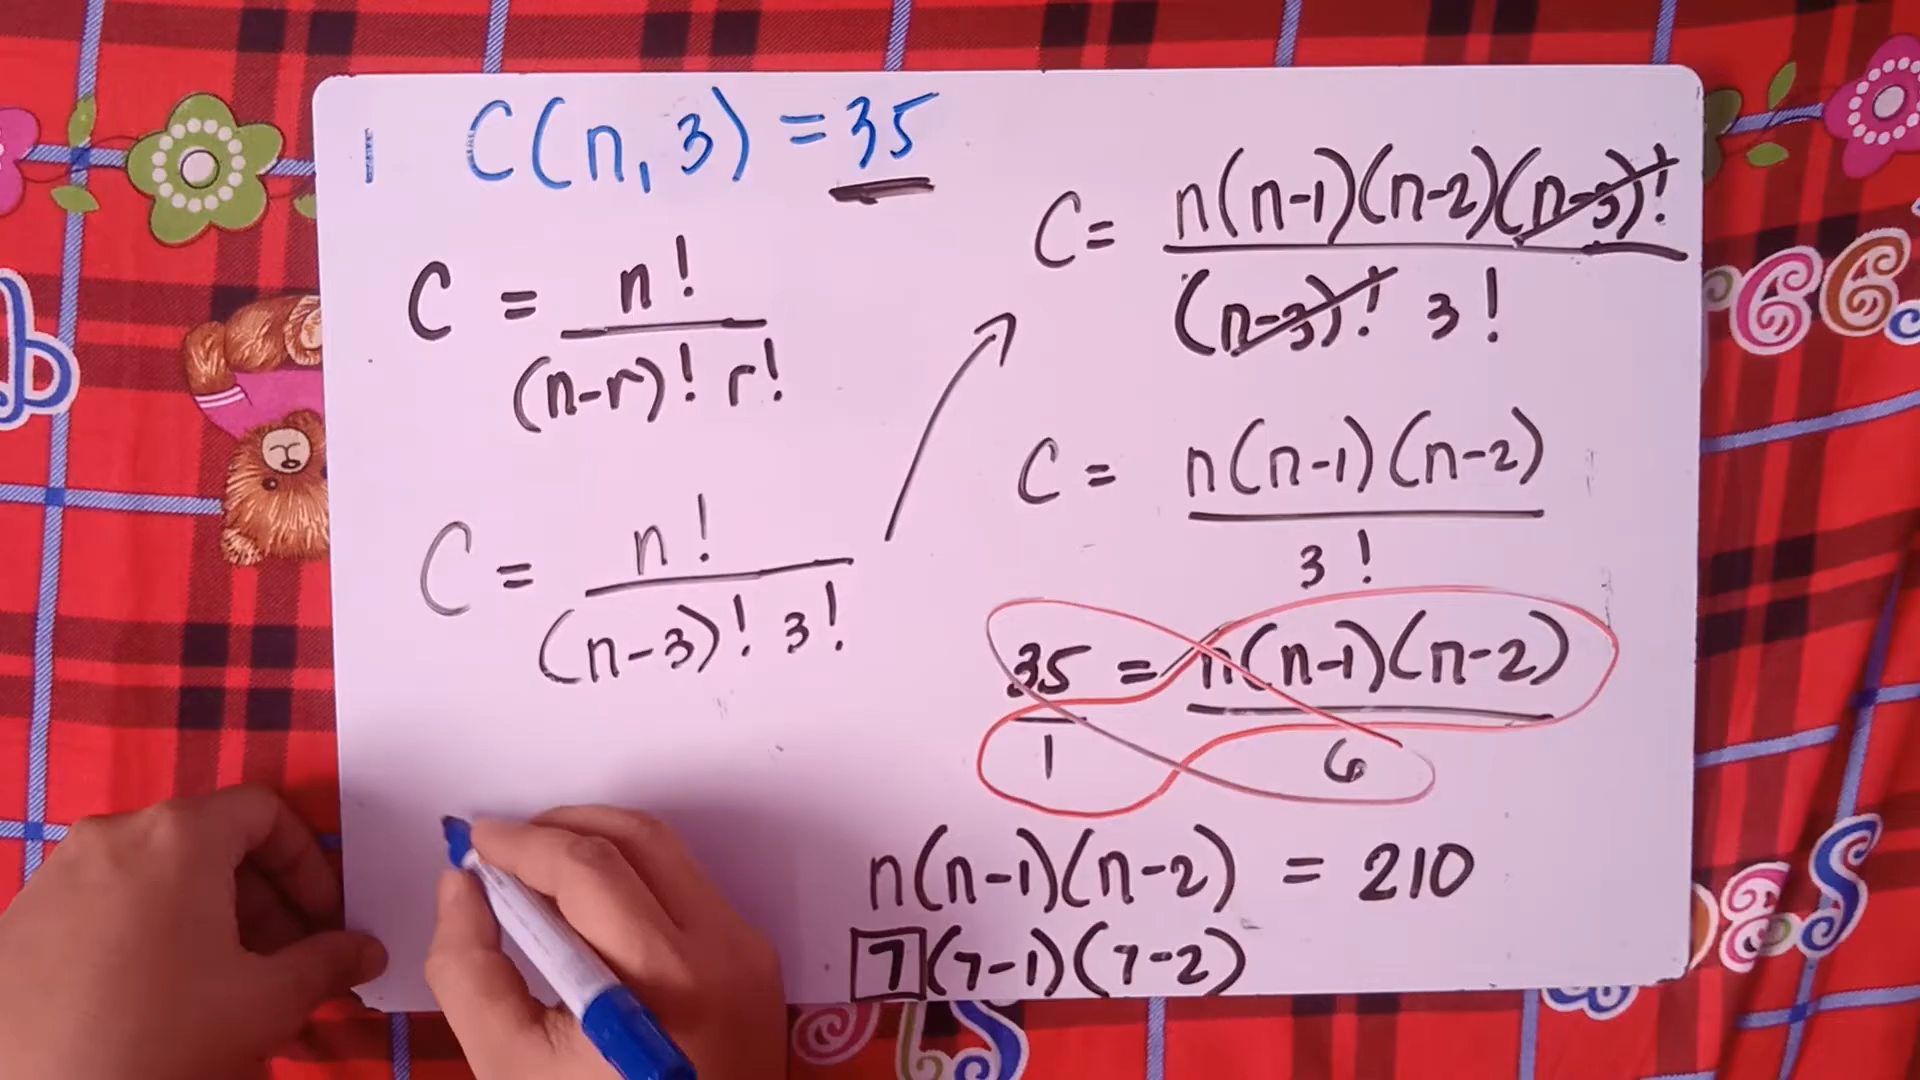 1 C(n,3) = 35
C = n! / (n-r)! r!
C = n! / (n-3)! 3!
C = n(n-1)(n-2)(n-3)! / (n-3)! 3!
C = n(n-1)(n-2) / 3!
35 / 1 = n(n-1)(n-2) / 6
n(n-1)(n-2) = 210
7(7-1)(7-2)